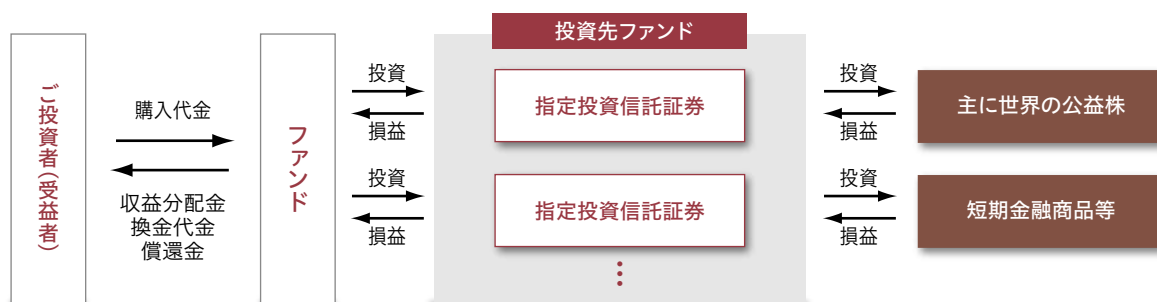 ご投資者(受益者)
購入代金
収益分配金
換金代金
償還金
ファンド
投資
損益
投資
損益
投資先ファンド
指定投資信託証券
指定投資信託証券
⋮
投資
損益
投資
損益
主に世界の公益株
短期金融商品等